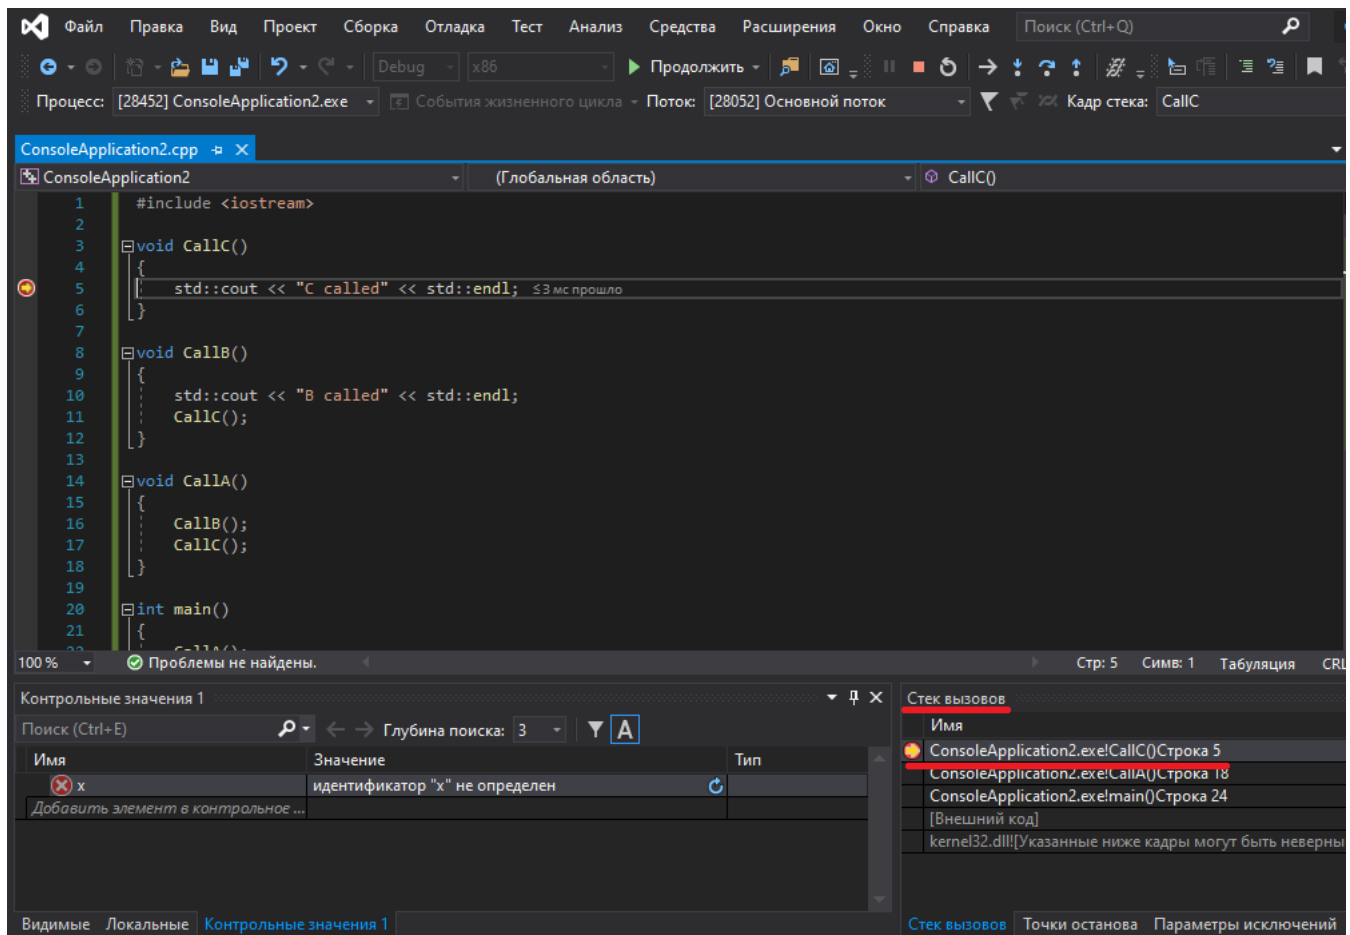 Файл Правка Вид Проект Сборка Отладка Тест Анализ Средства Расширения Окно Справка Поиск (Ctrl+Q)
Debug x86 Продолжить
Процесс: [28452] ConsoleApplication2.exe События жизненного цикла Поток: [28052] Основной поток Кадр стека: CallC
ConsoleApplication2.cpp
ConsoleApplication2 (Глобальная область) CallC()
1 #include <iostream>
2
3 void CallC()
4 {
5 std::cout << "C called" << std::endl; ≤3 мс прошло
6 }
7
8 void CallB()
9 {
10 std::cout << "B called" << std::endl;
11 CallC();
12 }
13
14 void CallA()
15 {
16 CallB();
17 CallC();
18 }
19
20 int main()
21 {
22 CallA();
100 % Проблемы не найдены. Стр: 5 Симв: 1 Табуляция CRL
Контрольные значения 1
Поиск (Ctrl+E) Глубина поиска: 3 A
Имя Значение Тип
x идентификатор "x" не определен
Добавить элемент в контрольное ...
Видимые Локальные Контрольные значения 1
Стек вызовов
Имя
ConsoleApplication2.exe!CallC()Строка 5
ConsoleApplication2.exe!CallA()Строка 18
ConsoleApplication2.exe!main()Строка 24
[Внешний код]
kernel32.dll![Указанные ниже кадры могут быть неверны
Стек вызовов Точки останова Параметры исключений